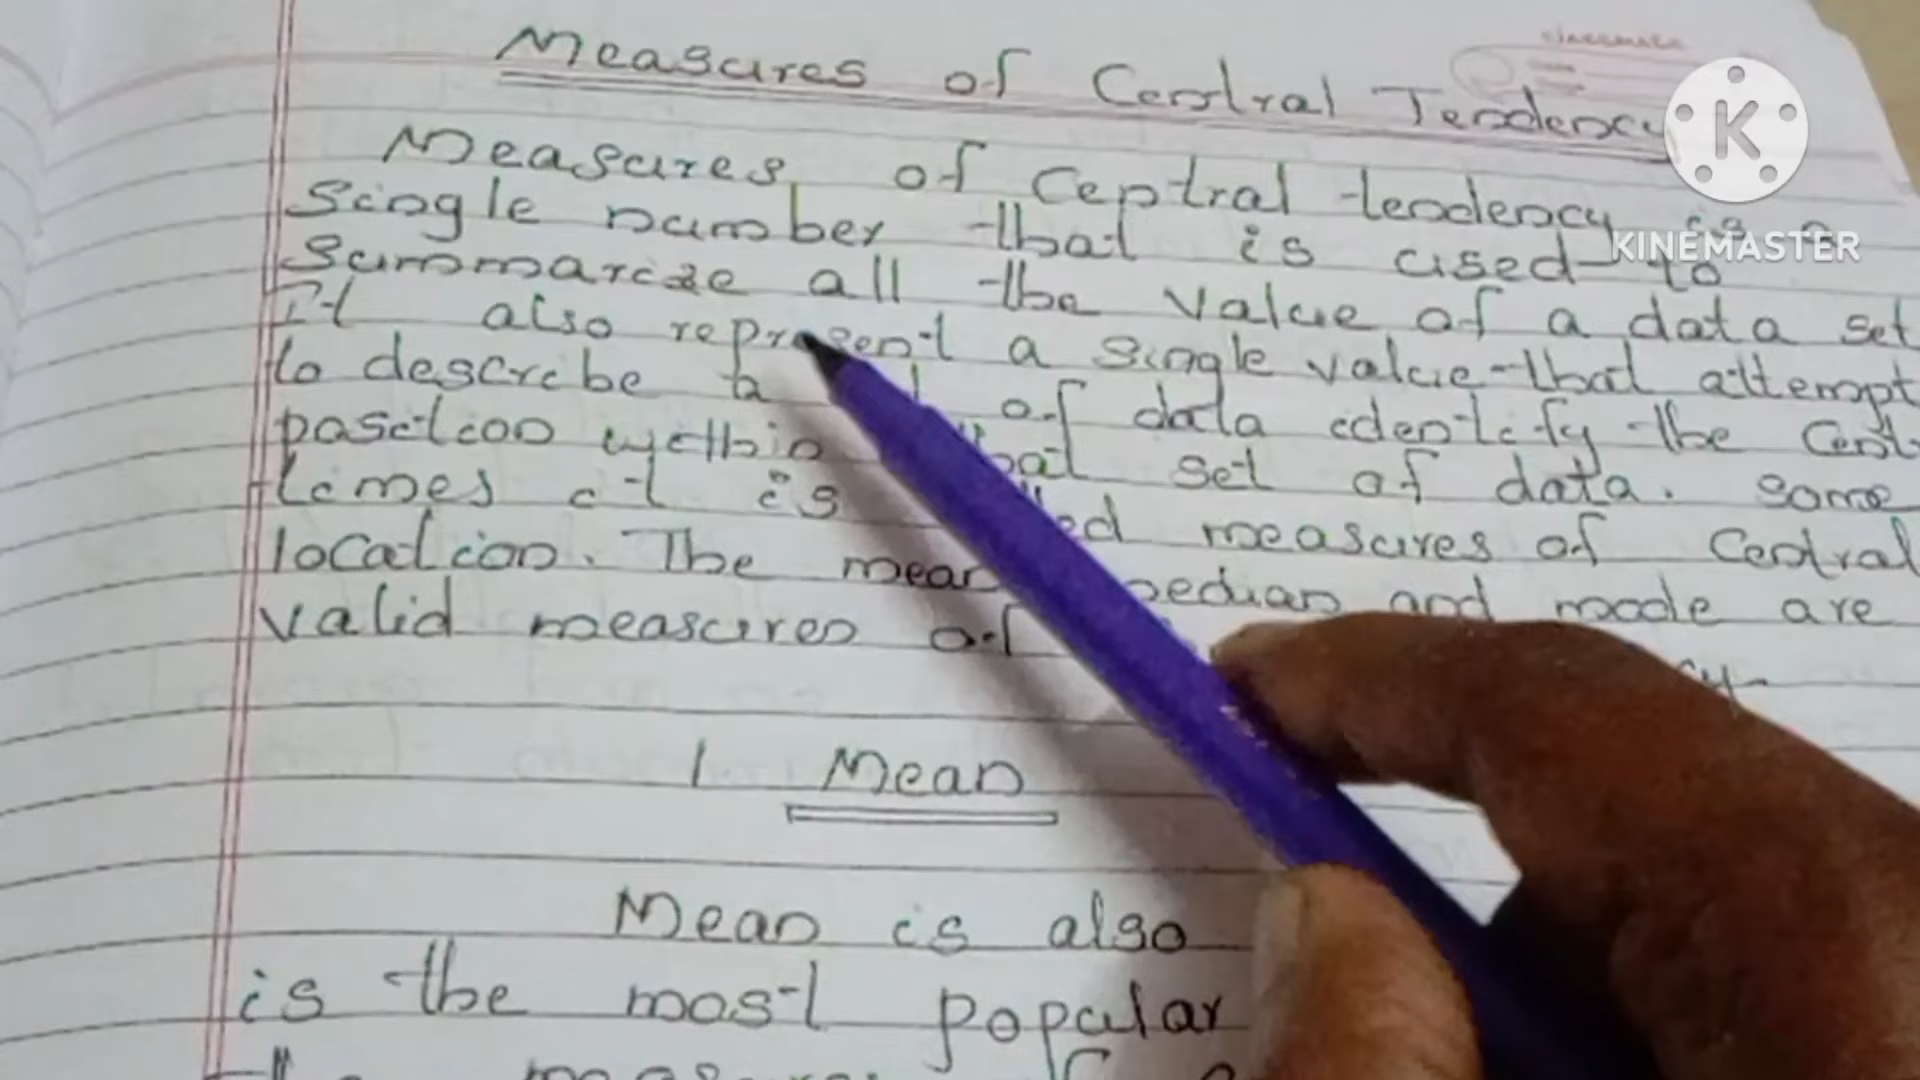 Measures of Central Tendency
Measures of Central tendency is a
Single number that is used to
Summarize all the value of a data set
It also represent a single value that attempt
to describe a of data identify the Cent
position within that set of data. Some
times it is measures of Central
location. The mean median and mode are
valid measures of
1 Mean
Mean is also
is the most popular
KINEMASTER